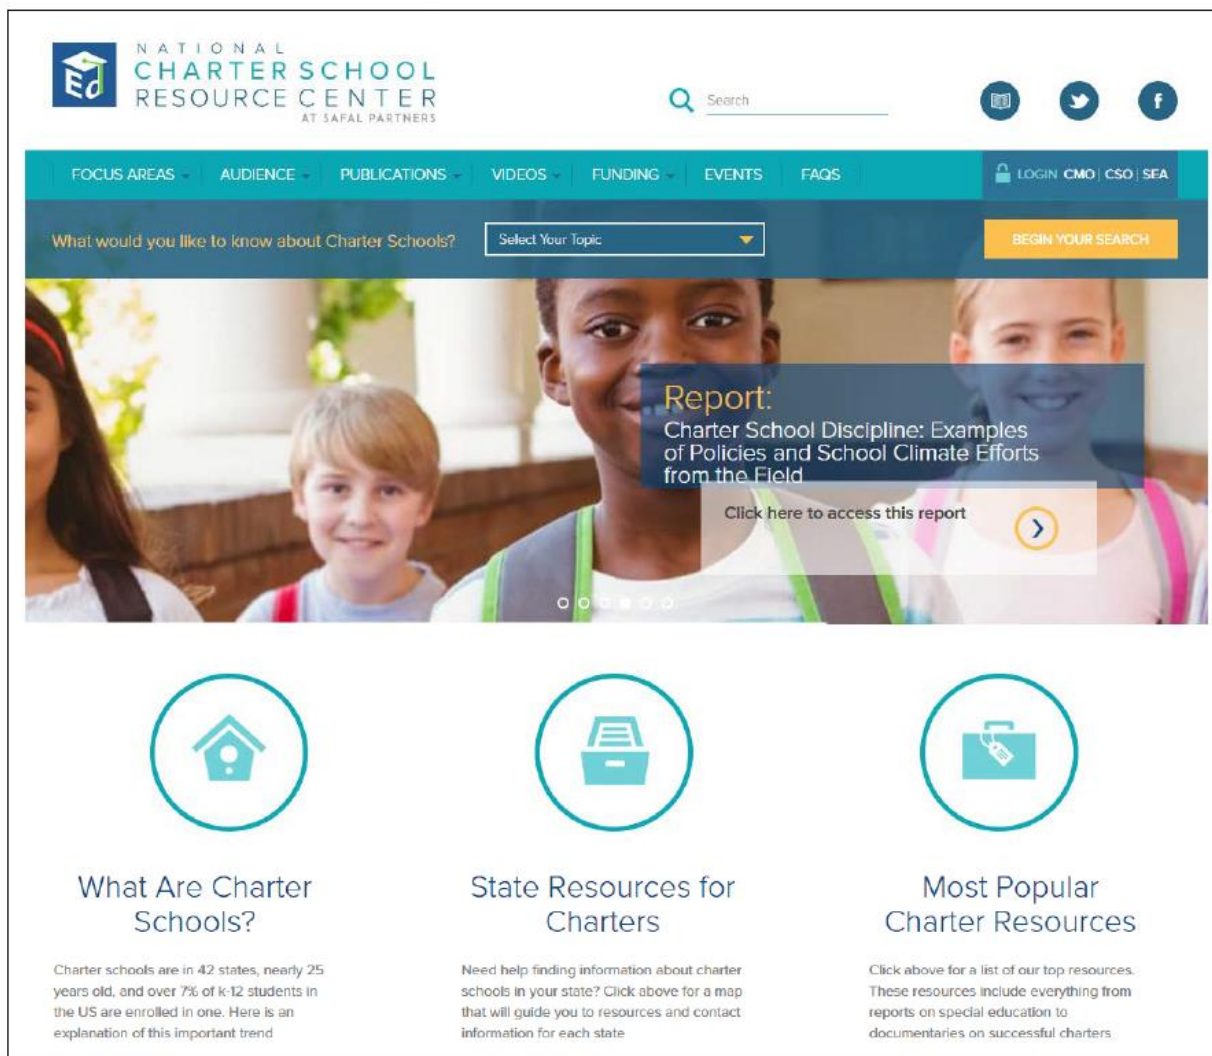 NATIONAL
CHARTER SCHOOL
RESOURCE CENTER
AT SAFAL PARTNERS
Ed
Search
f
FOCUS AREAS AUDIENCE PUBLICATIONS VIDEOS FUNDING EVENTS FAQS LOGIN CMO | CSO | SEA
What would you like to know about Charter Schools? Select Your Topic BEGIN YOUR SEARCH
Report:
Charter School Discipline: Examples
of Policies and School Climate Efforts
from the Field
Click here to access this report
What Are Charter
Schools?
Charter schools are in 42 states, nearly 25
years old, and over 7% of k-12 students in
the US are enrolled in one. Here is an
explanation of this important trend
State Resources for
Charters
Need help finding information about charter
schools in your state? Click above for a map
that will guide you to resources and contact
information for each state
Most Popular
Charter Resources
Click above for a list of our top resources.
These resources include everything from
reports on special education to
documentaries on successful charters